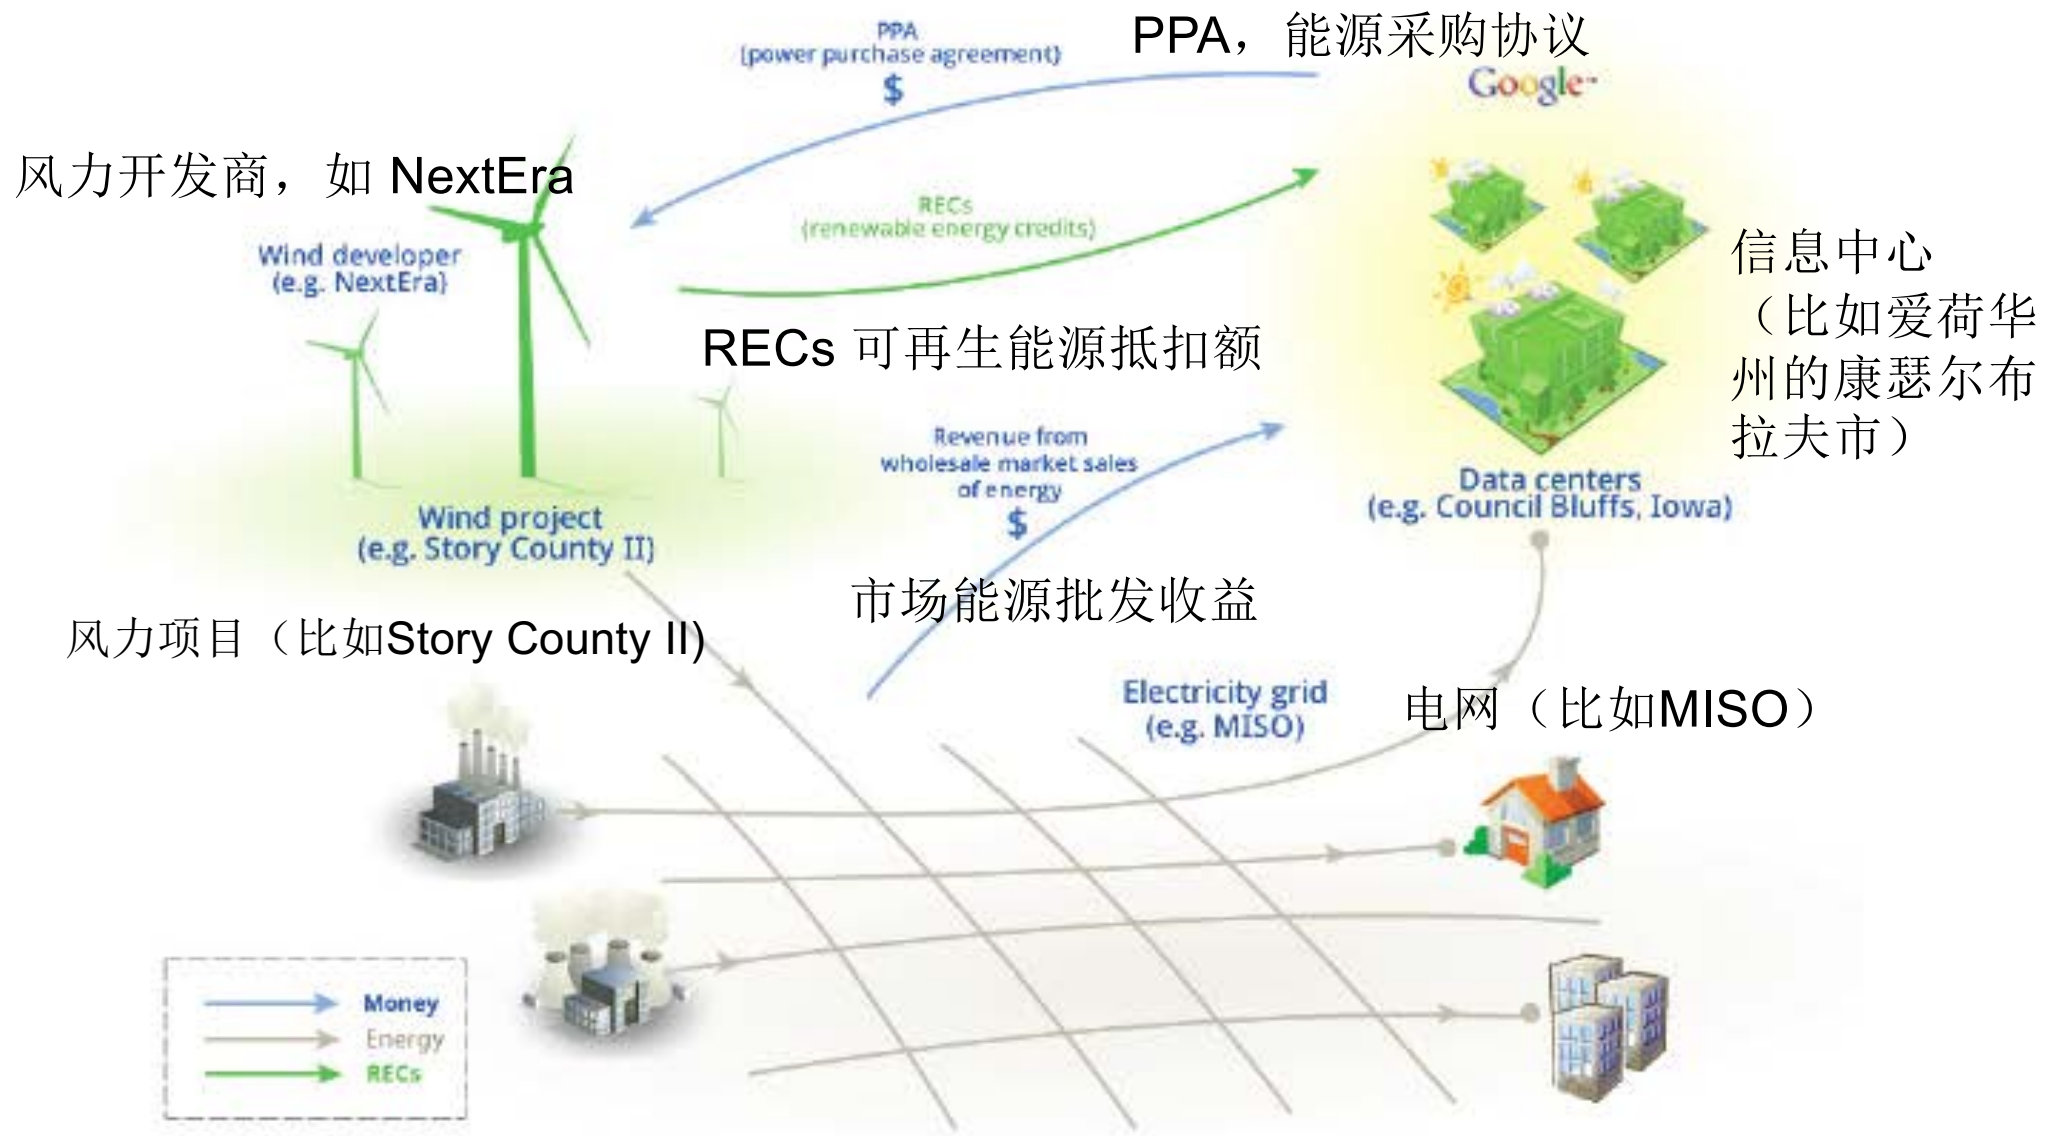 PPA
(power purchase agreement)
$
PPA，能源采购协议
Google™
风力开发商，如 NextEra
Wind developer
(e.g. NextEra)
RECs
(renewable energy credits)
RECs 可再生能源抵扣额
信息中心
（比如爱荷华
州的康瑟尔布
拉夫市）
Revenue from
wholesale market sales
of energy
$
Data centers
(e.g. Council Bluffs, Iowa)
Wind project
(e.g. Story County II)
市场能源批发收益
风力项目（比如Story County II)
Electricity grid
(e.g. MISO)
电网（比如MISO）
Money
Energy
RECs